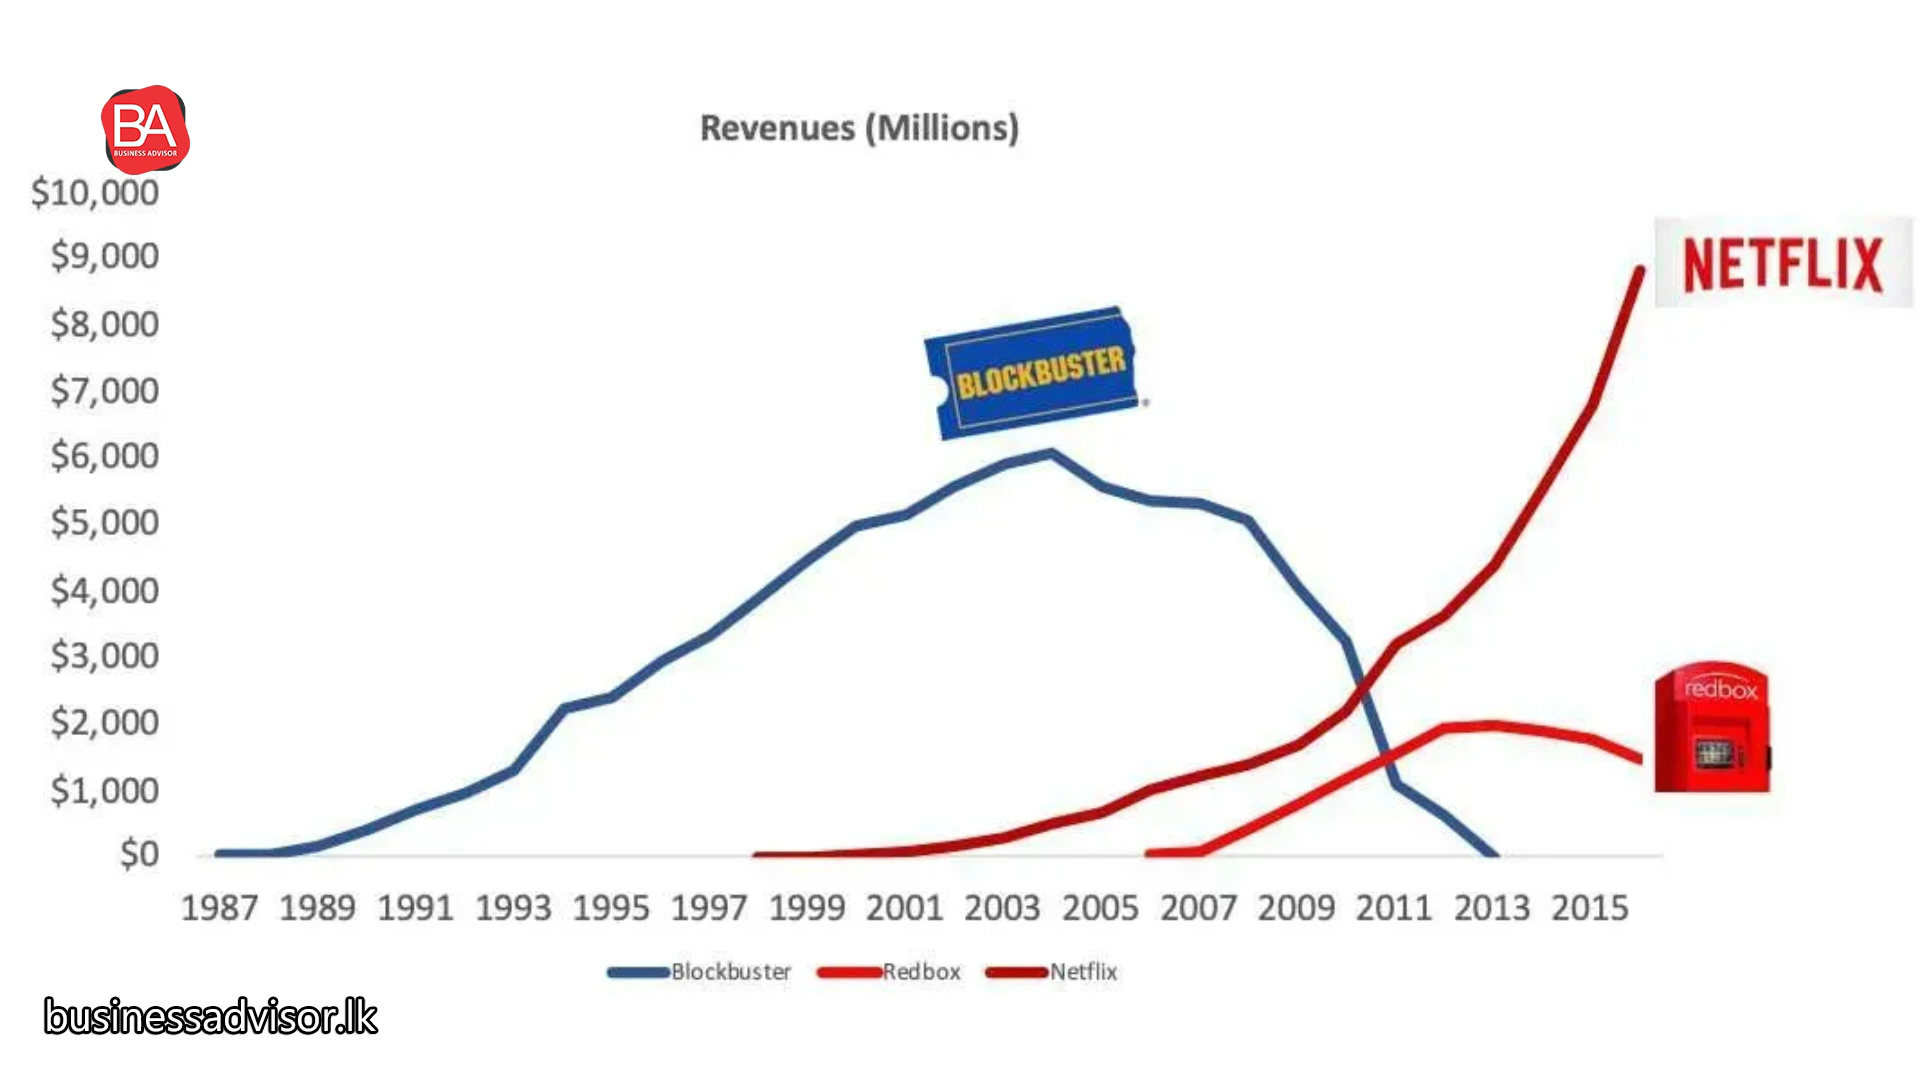 BA
BUSINESS ADVISOR
Revenues (Millions)
$10,000
$9,000
$8,000
$7,000
$6,000
$5,000
$4,000
$3,000
$2,000
$1,000
$0
NETFLIX
BLOCKBUSTER
redbox
1987 1989 1991 1993 1995 1997 1999 2001 2003 2005 2007 2009 2011 2013 2015
Blockbuster Redbox Netflix
businessadvisor.lk